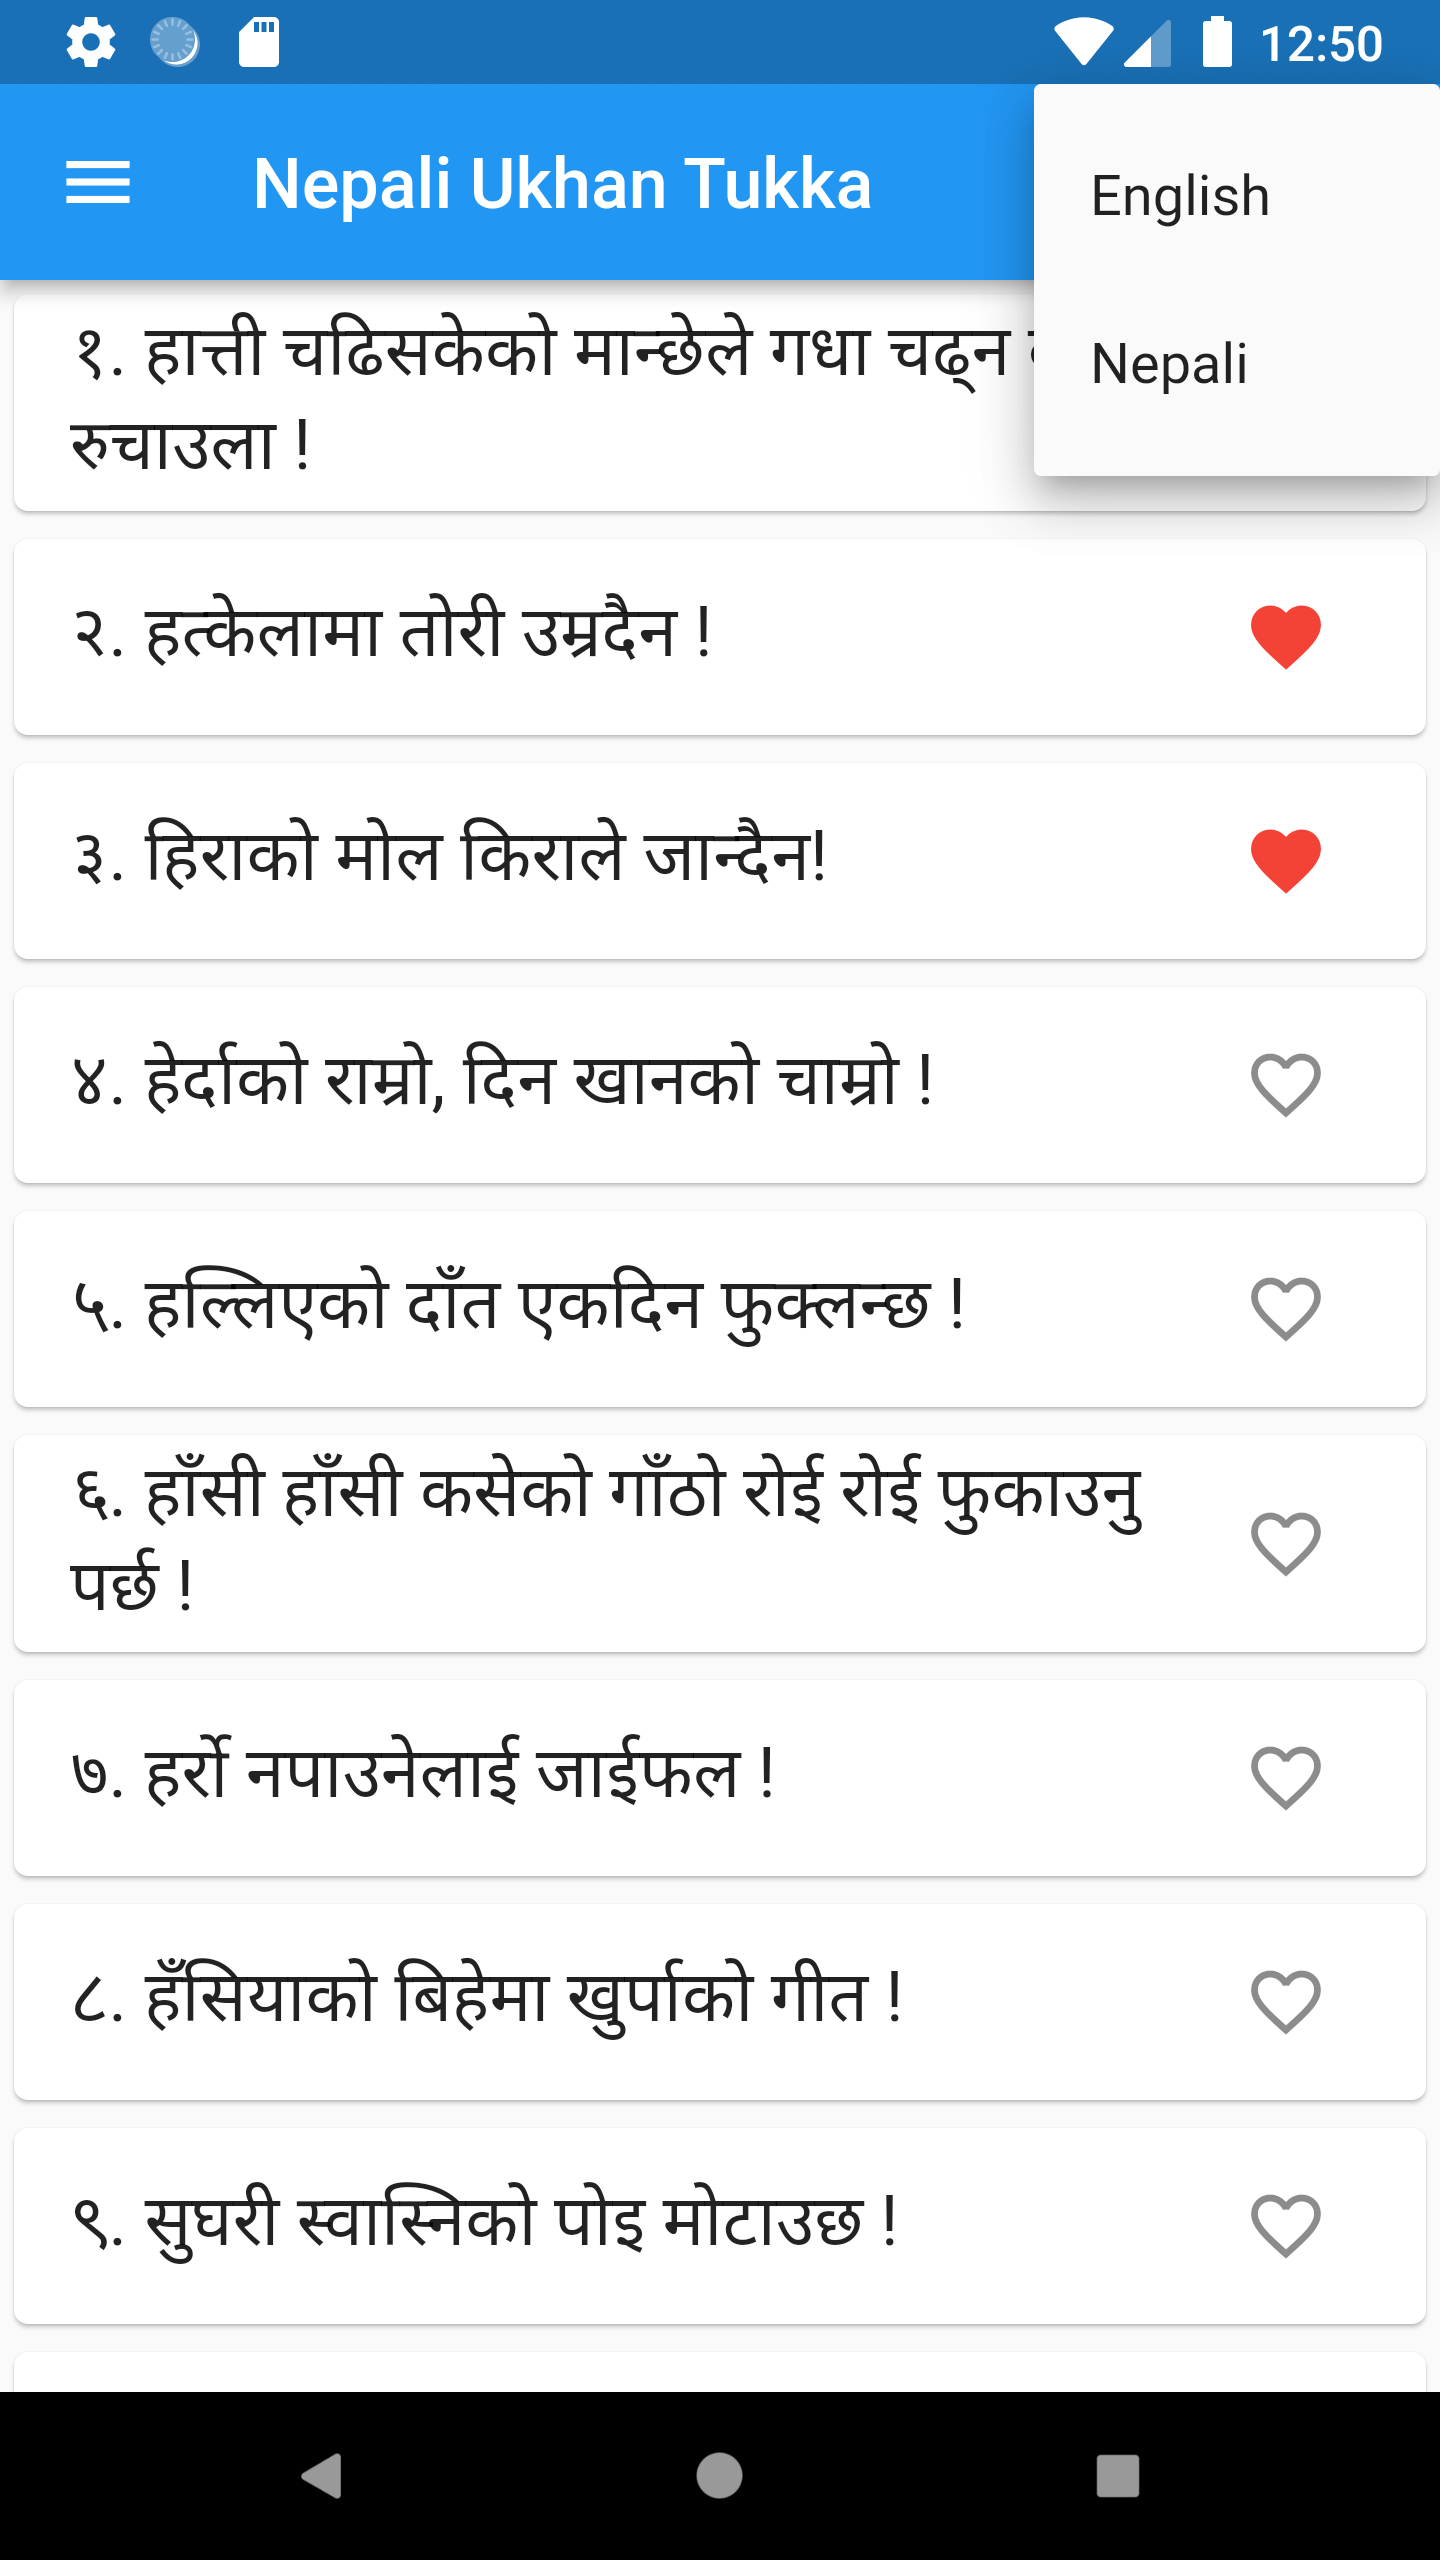 12:50
Nepali Ukhan Tukka
English
Nepali
१. हात्ती चढिसकेको मान्छेले गधा चढ्न
रुचाउला !
२. हत्केलामा तोरी उम्रदैन !
३. हिराको मोल किराले जान्दैन!
४. हेर्दाको राम्रो, दिन खानको चाम्रो !
५. हल्लिएको दाँत एकदिन फुक्लन्छ !
६. हाँसी हाँसी कसेको गाँठो रोई रोई फुकाउनु
पर्छ !
७. हर्रो नपाउनेलाई जाईफल !
८. हँसियाको बिहेमा खुर्पाको गीत !
९. सुघरी स्वास्निको पोइ मोटाउछ !